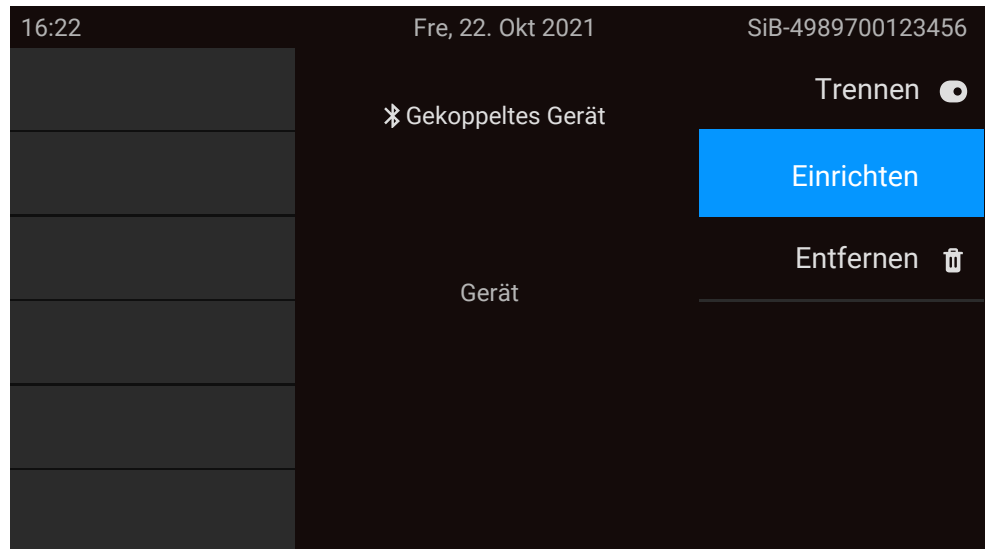 16:22 Fre, 22. Okt 2021 SiB-4989700123456
Trennen
Gekoppeltes Gerät
Einrichten
Entfernen
Gerät